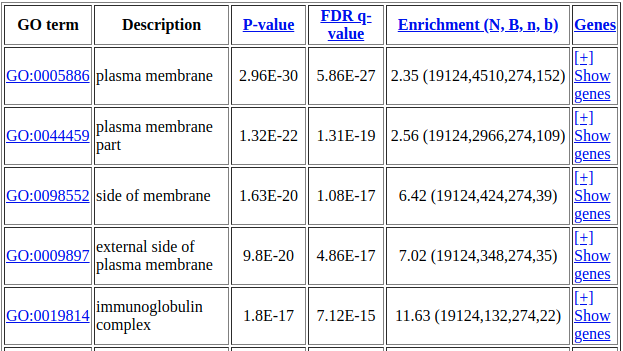 GO term Description P-value FDR q-value Enrichment (N, B, n, b) Genes
GO:0005886 plasma membrane 2.96E-30 5.86E-27 2.35 (19124,4510,274,152) [+] Show genes
GO:0044459 plasma membrane part 1.32E-22 1.31E-19 2.56 (19124,2966,274,109) [+] Show genes
GO:0098552 side of membrane 1.63E-20 1.08E-17 6.42 (19124,424,274,39) [+] Show genes
GO:0009897 external side of plasma membrane 9.8E-20 4.86E-17 7.02 (19124,348,274,35) [+] Show genes
GO:0019814 immunoglobulin complex 1.8E-17 7.12E-15 11.63 (19124,132,274,22) [+] Show genes